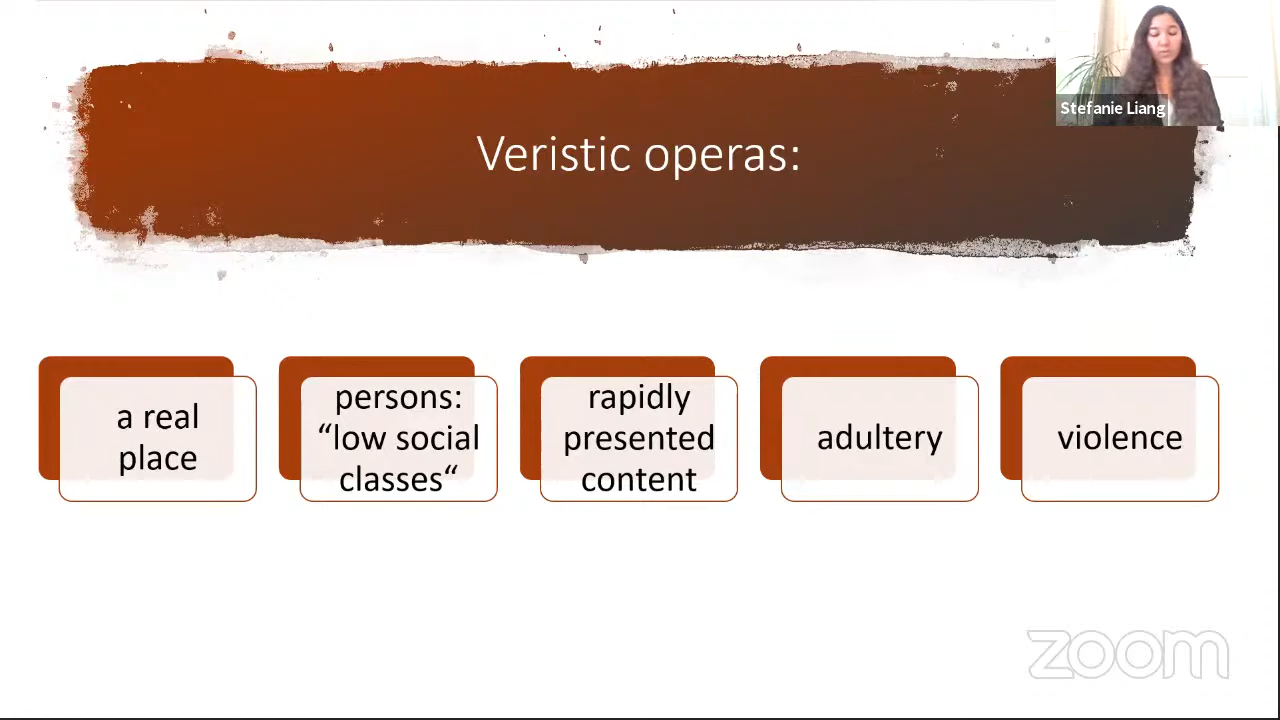 Stefanie Liang
Veristic operas:
a real
place
persons:
“low social
classes“
rapidly
presented
content
adultery
violence
zoom